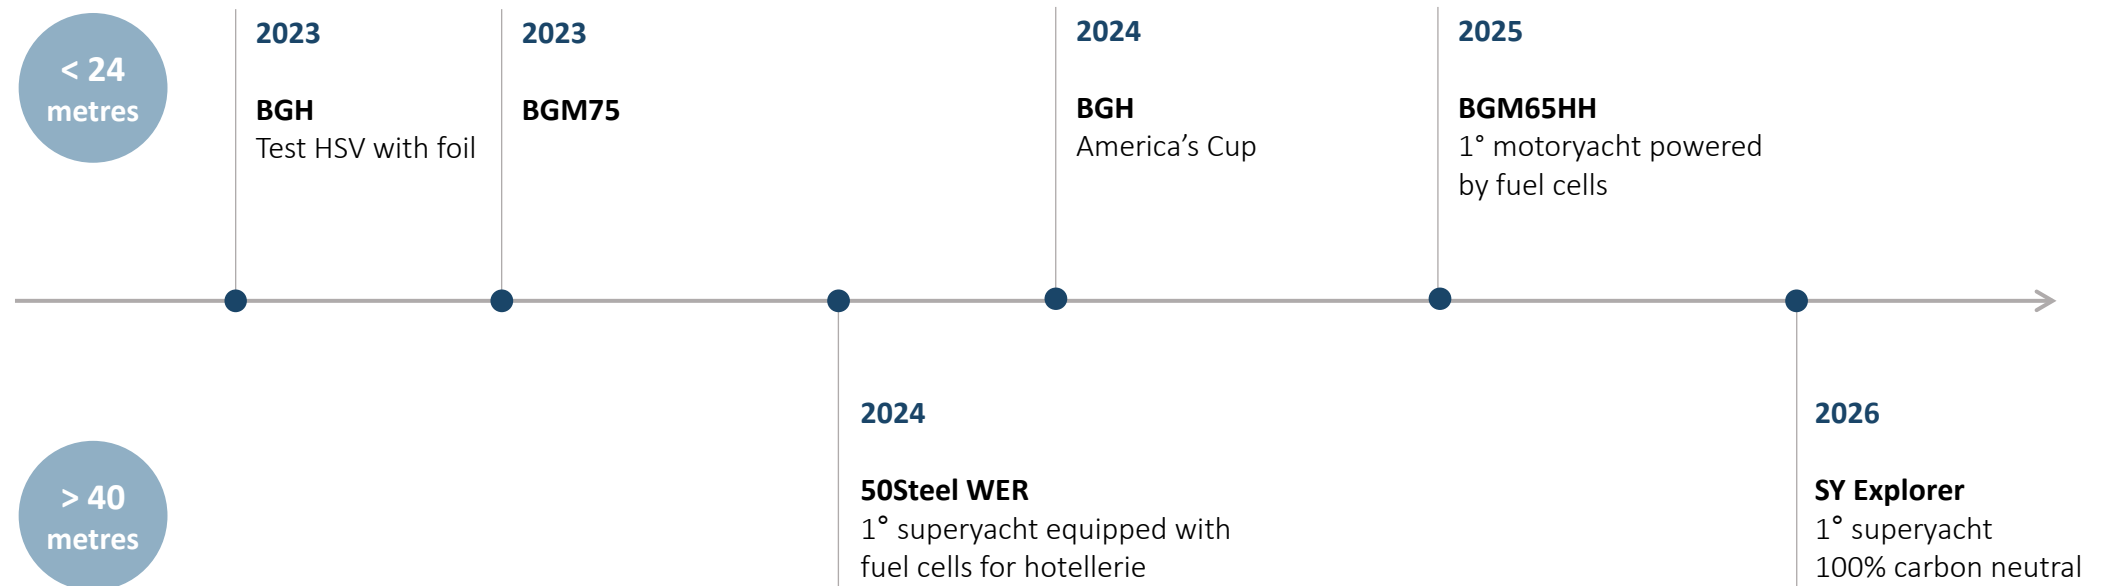 < 24
metres
2023
BGH
Test HSV with foil
2023
BGM75
2024
BGH
America’s Cup
2025
BGM65HH
1° motoryacht powered
by fuel cells
> 40
metres
2024
50Steel WER
1° superyacht equipped with
fuel cells for hotellerie
2026
SY Explorer
1° superyacht
100% carbon neutral